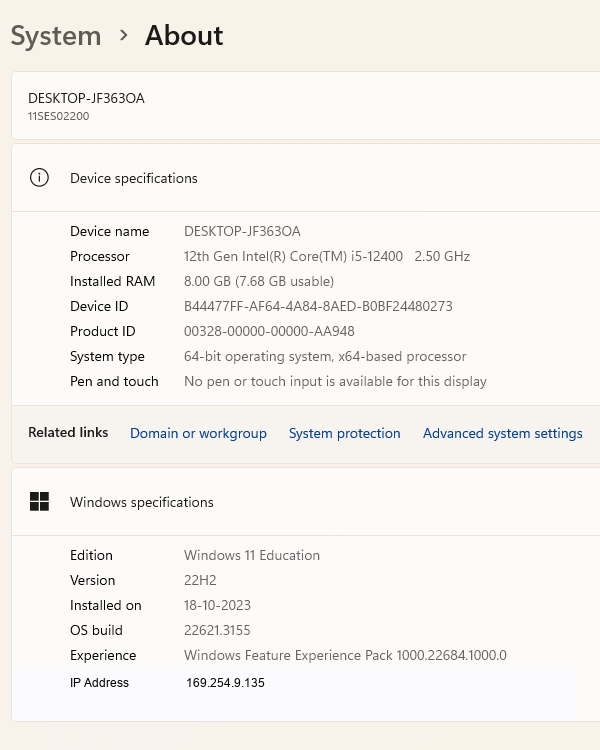 System > About
DESKTOP-JF363OA
11SES02200
Device specifications
Device name DESKTOP-JF363OA
Processor 12th Gen Intel(R) Core(TM) i5-12400 2.50 GHz
Installed RAM 8.00 GB (7.68 GB usable)
Device ID B44477FF-AF64-4A84-8AED-B0BF24480273
Product ID 00328-00000-00000-AA948
System type 64-bit operating system, x64-based processor
Pen and touch No pen or touch input is available for this display
Related links Domain or workgroup System protection Advanced system settings
Windows specifications
Edition Windows 11 Education
Version 22H2
Installed on 18-10-2023
OS build 22621.3155
Experience Windows Feature Experience Pack 1000.22684.1000.0
IP Address 169.254.9.135